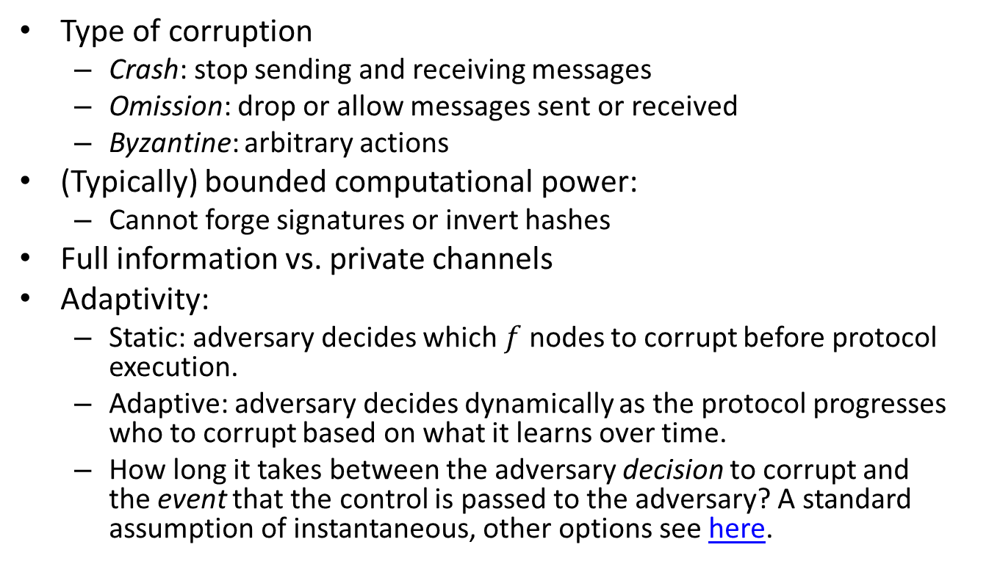 • Type of corruption
– Crash: stop sending and receiving messages
– Omission: drop or allow messages sent or received
– Byzantine: arbitrary actions
• (Typically) bounded computational power:
– Cannot forge signatures or invert hashes
• Full information vs. private channels
• Adaptivity:
– Static: adversary decides which f nodes to corrupt before protocol
execution.
– Adaptive: adversary decides dynamically as the protocol progresses
who to corrupt based on what it learns over time.
– How long it takes between the adversary decision to corrupt and
the event that the control is passed to the adversary? A standard
assumption of instantaneous, other options see here.